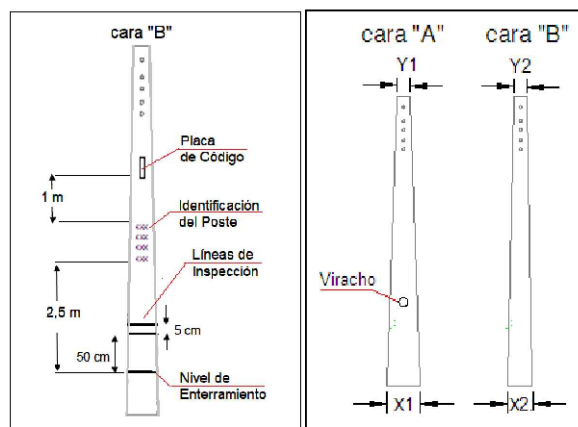 cara "B"
Placa
de Código
1 m
Identificación
del Poste
Líneas de
Inspección
2,5 m
5 cm
50 cm
Nivel de
Enterramiento
cara "A"
cara "B"
Y1
Y2
Viracho
X1
X2